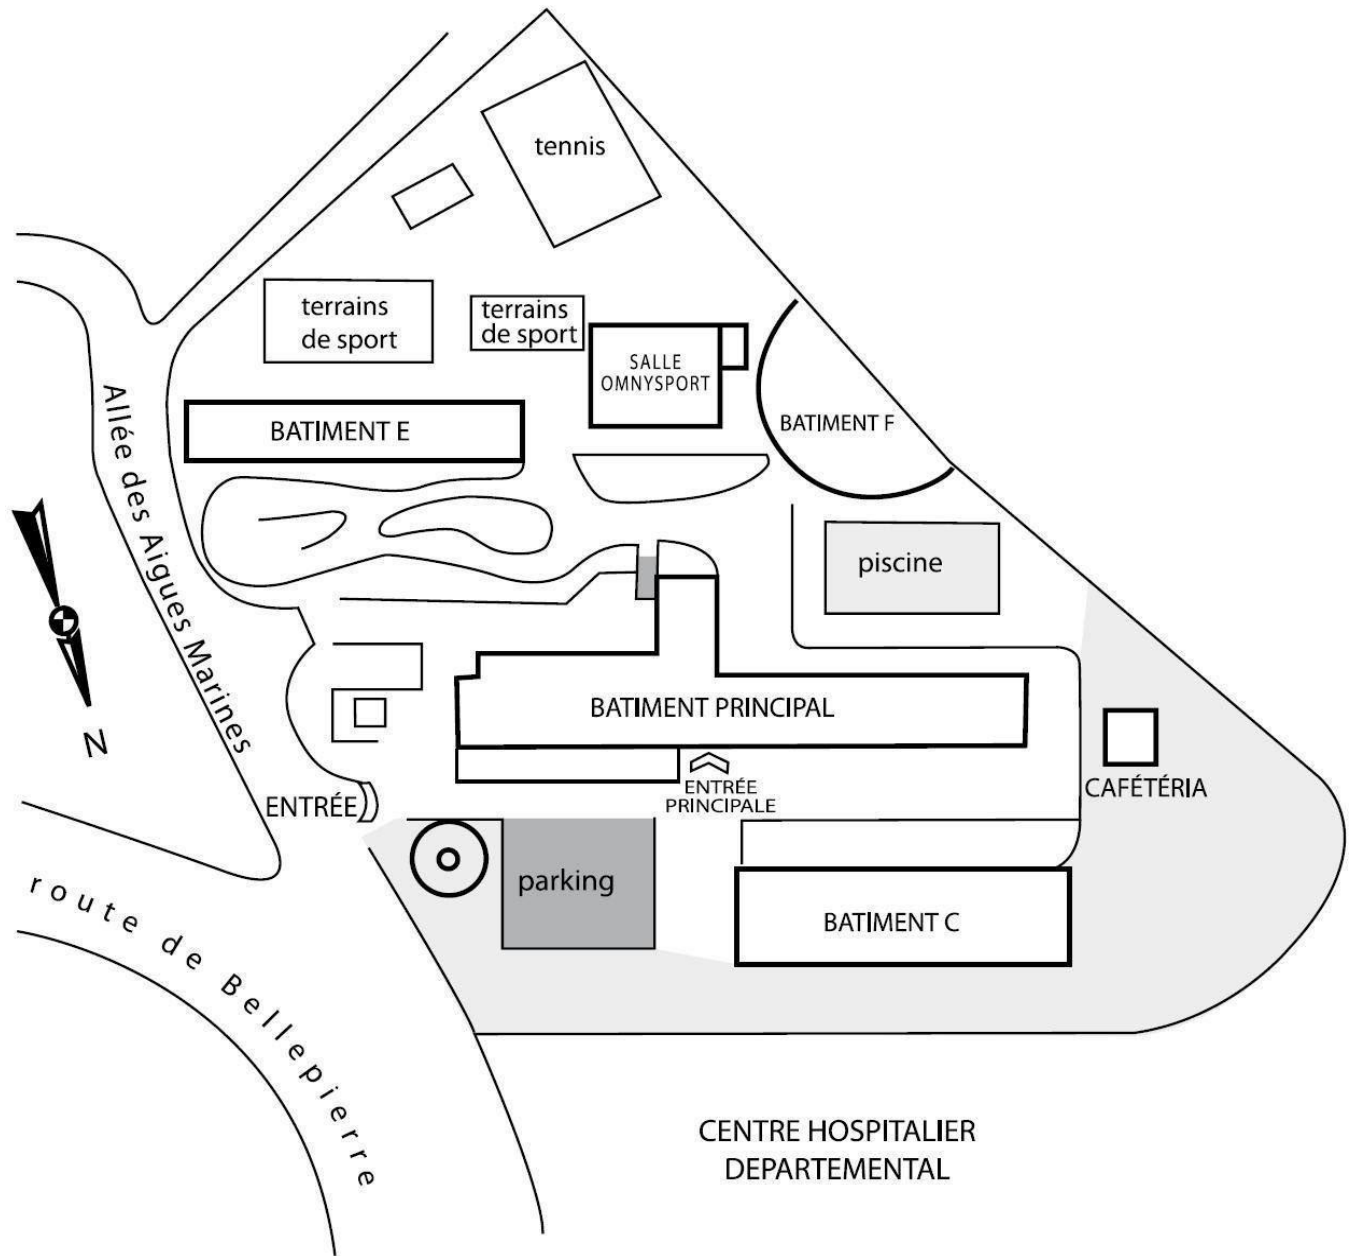 tennis
terrains
de sport
terrains
de sport
SALLE
OMNYSPORT
BATIMENT E
BATIMENT F
Allée des Aigues Marines
piscine
N
BATIMENT PRINCIPAL
ENTRÉE
PRINCIPALE
CAFÉTÉRIA
ENTRÉE
parking
BATIMENT C
route de Bellepierre
CENTRE HOSPITALIER
DEPARTEMENTAL